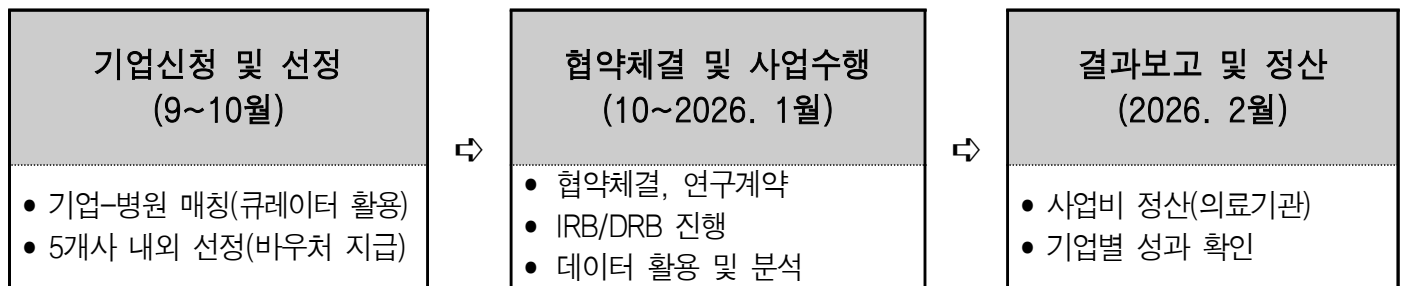 기업신청 및 선정
(9~10월)
• 기업-병원 매칭(큐레이터 활용)
• 5개사 내외 선정(바우처 지급)
➪
협약체결 및 사업수행
(10~2026. 1월)
• 협약체결, 연구계약
• IRB/DRB 진행
• 데이터 활용 및 분석
➪
결과보고 및 정산
(2026. 2월)
• 사업비 정산(의료기관)
• 기업별 성과 확인